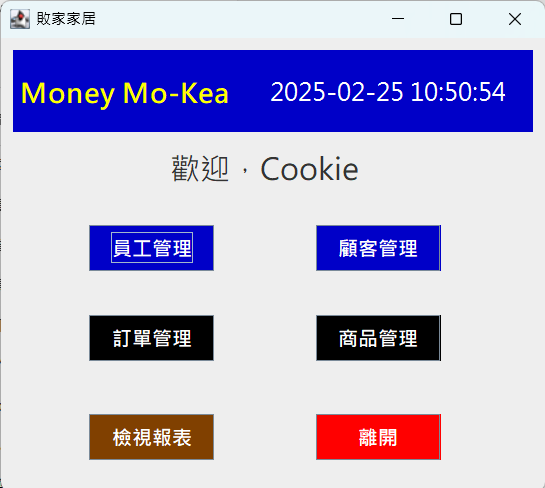 敗家家居
Money Mo-Kea 2025-02-25 10:50:54
歡迎，Cookie
員工管理 顧客管理
訂單管理 商品管理
檢視報表 離開